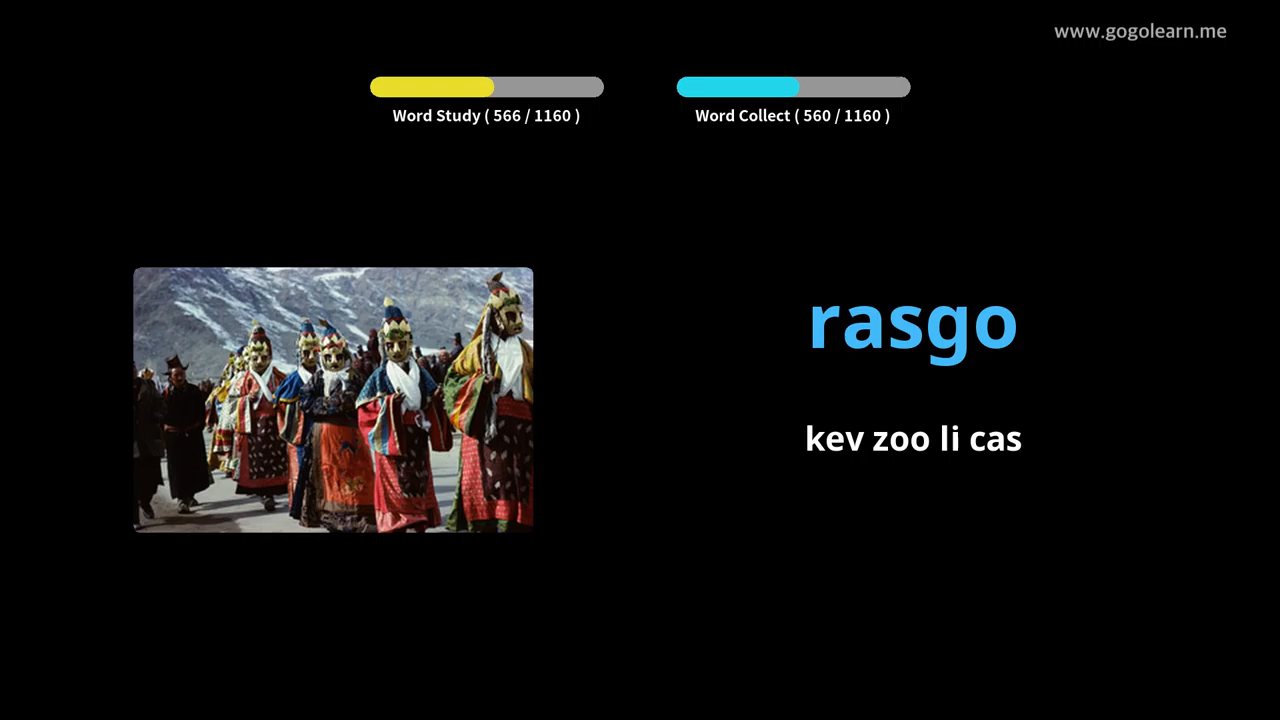 www.gogolearn.me
Word Study ( 566 / 1160 )
Word Collect ( 560 / 1160 )
rasgo
kev zoo li cas